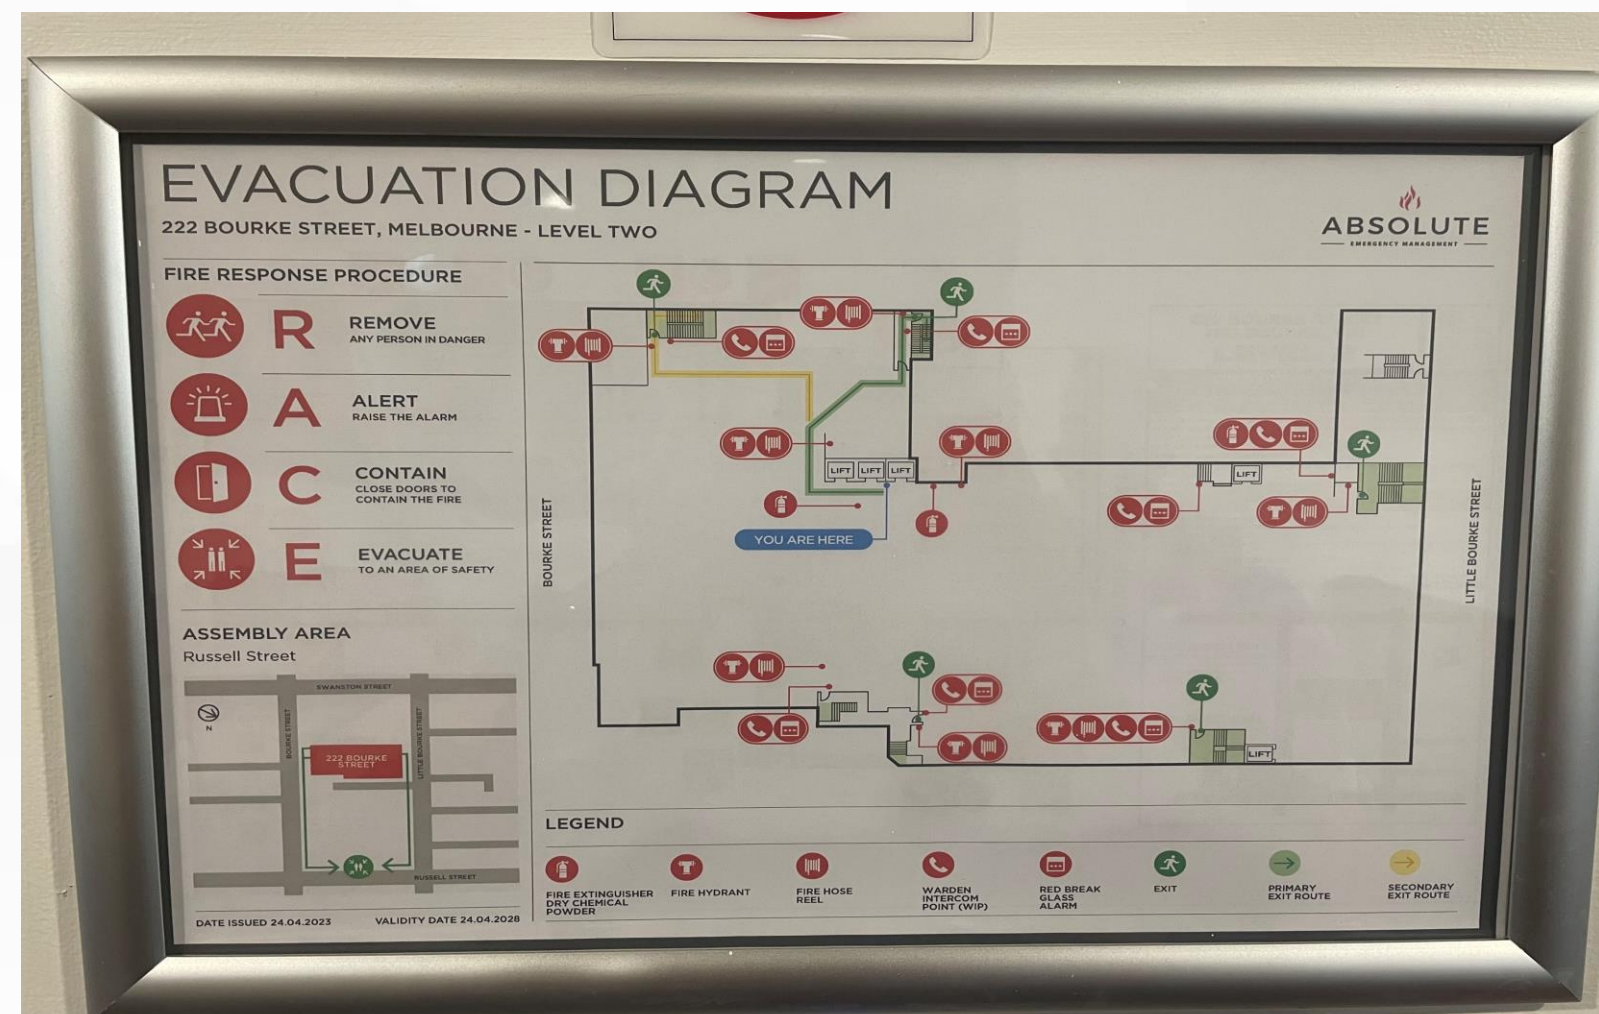 EVACUATION DIAGRAM
222 BOURKE STREET, MELBOURNE - LEVEL TWO
ABSOLUTE
EMERGENCY MANAGEMENT
FIRE RESPONSE PROCEDURE
R
REMOVE
ANY PERSON IN DANGER
A
ALERT
RAISE THE ALARM
C
CONTAIN
CLOSE DOORS TO
CONTAIN THE FIRE
E
EVACUATE
TO AN AREA OF SAFETY
ASSEMBLY AREA
Russell Street
SWANSTON STREET
N
BOURKE STREET
LITTLE BOURKE STREET
222 BOURKE
STREET
RUSSELL STREET
DATE ISSUED 24.04.2023
VALIDITY DATE 24.04.2028
BOURKE STREET
LIFT
LIFT
LIFT
YOU ARE HERE
LIFT
LIFT
LITTLE BOURKE STREET
LEGEND
FIRE EXTINGUISHER
DRY CHEMICAL
POWDER
FIRE HYDRANT
FIRE HOSE
REEL
WARDEN
INTERCOM
POINT (WIP)
RED BREAK
GLASS
ALARM
EXIT
PRIMARY
EXIT ROUTE
SECONDARY
EXIT ROUTE